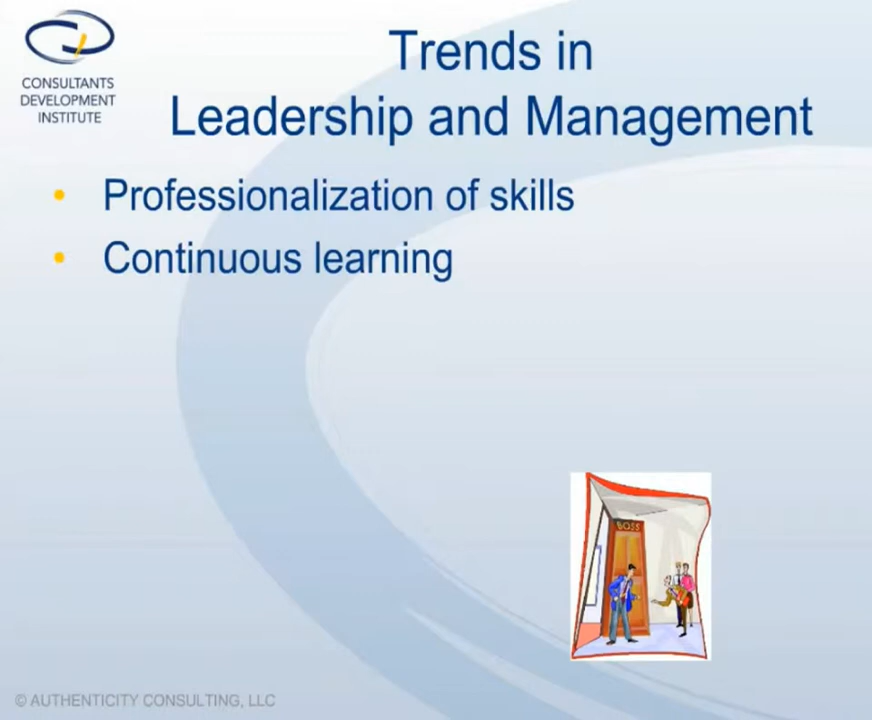 CONSULTANTS
DEVELOPMENT
INSTITUTE
Trends in
Leadership and Management
• Professionalization of skills
• Continuous learning
BOSS
© AUTHENTICITY CONSULTING, LLC